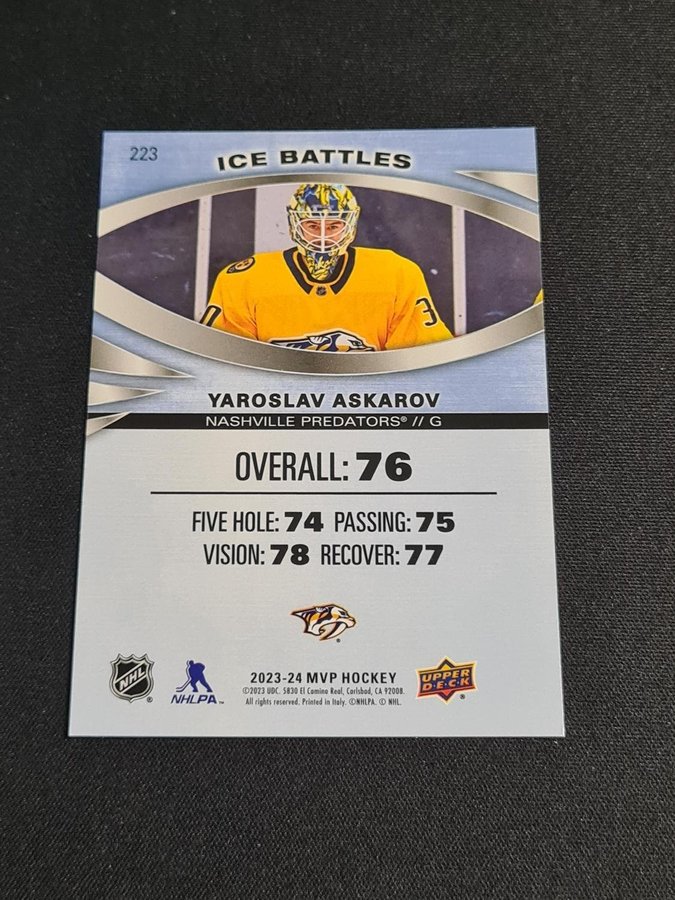 223
ICE BATTLES
30
YAROSLAV ASKAROV
NASHVILLE PREDATORS® // G
OVERALL: 76
FIVE HOLE: 74 PASSING: 75
VISION: 78 RECOVER: 77
NHL ®
NHLPA™
2023-24 MVP HOCKEY
©2023 UDC. 5830 El Camino Real, Carlsbad, CA 92008.
All rights reserved. Printed in Italy. ©NHLPA. © NHL.
UPPER
DECK ®